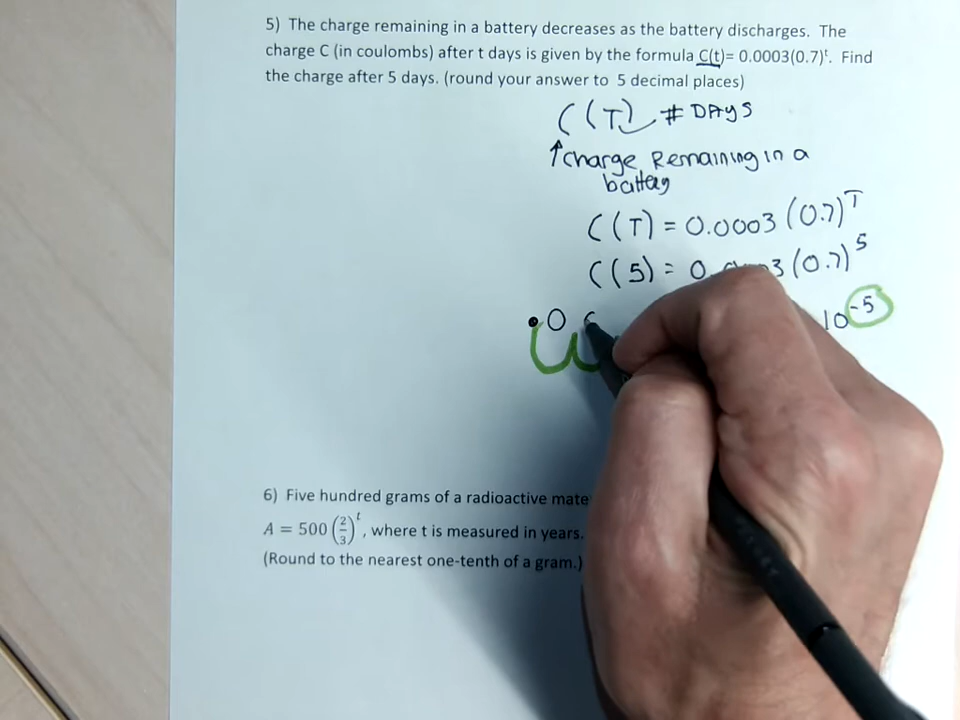 5) The charge remaining in a battery decreases as the battery discharges. The
charge C (in coulombs) after t days is given by the formula C(t)= 0.0003(0.7)ᵗ. Find
the charge after 5 days. (round your answer to 5 decimal places)
C(T) # DAYS
↑ charge Remaining in a
battery
C(T) = 0.0003 (0.7)ᵀ
C(5) = 0. 3 (0.7)⁵
.0 10⁻⁵
6) Five hundred grams of a radioactive
A = 500 (2/3)ᵗ, where t is measured in years.
(Round to the nearest one-tenth of a gram.)